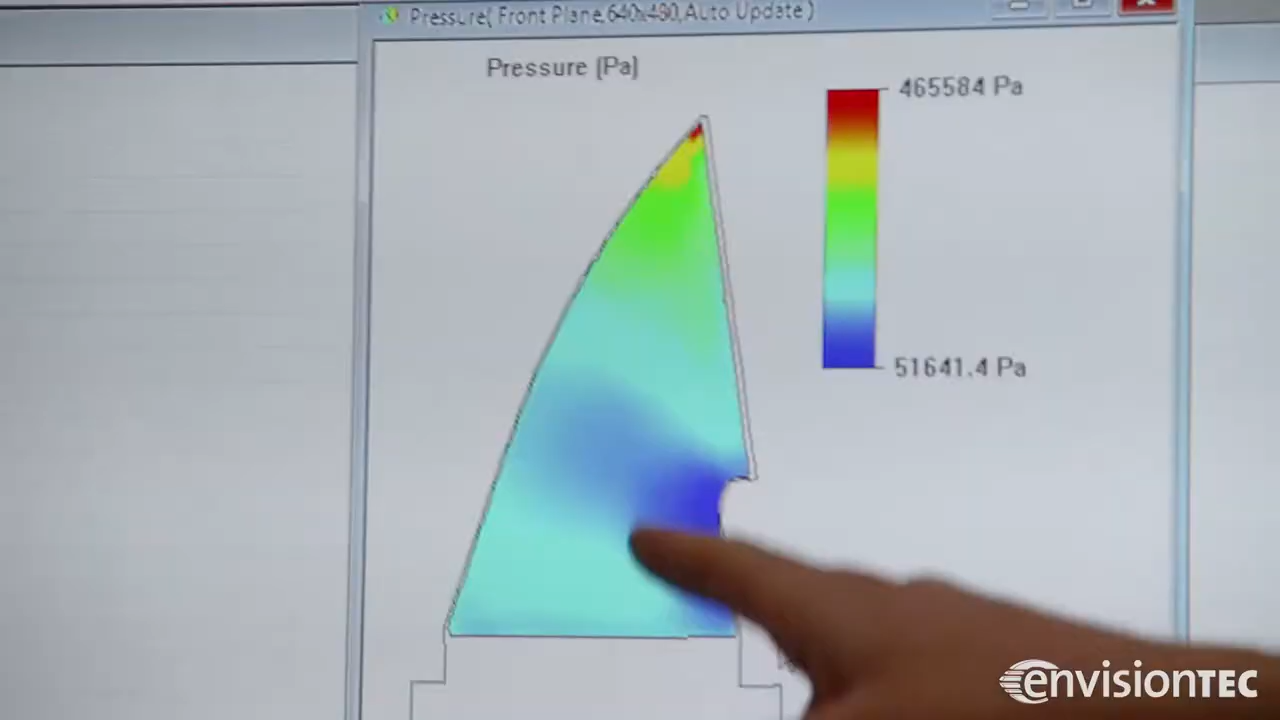 Pressure( Front Plane,640x480,Auto Update )
Pressure [Pa]
465584 Pa
51641.4 Pa
envisionTEC